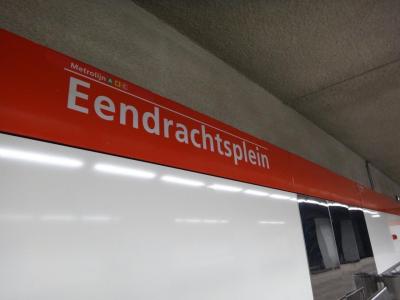 Metrolijn A B C
Eendrachtsplein